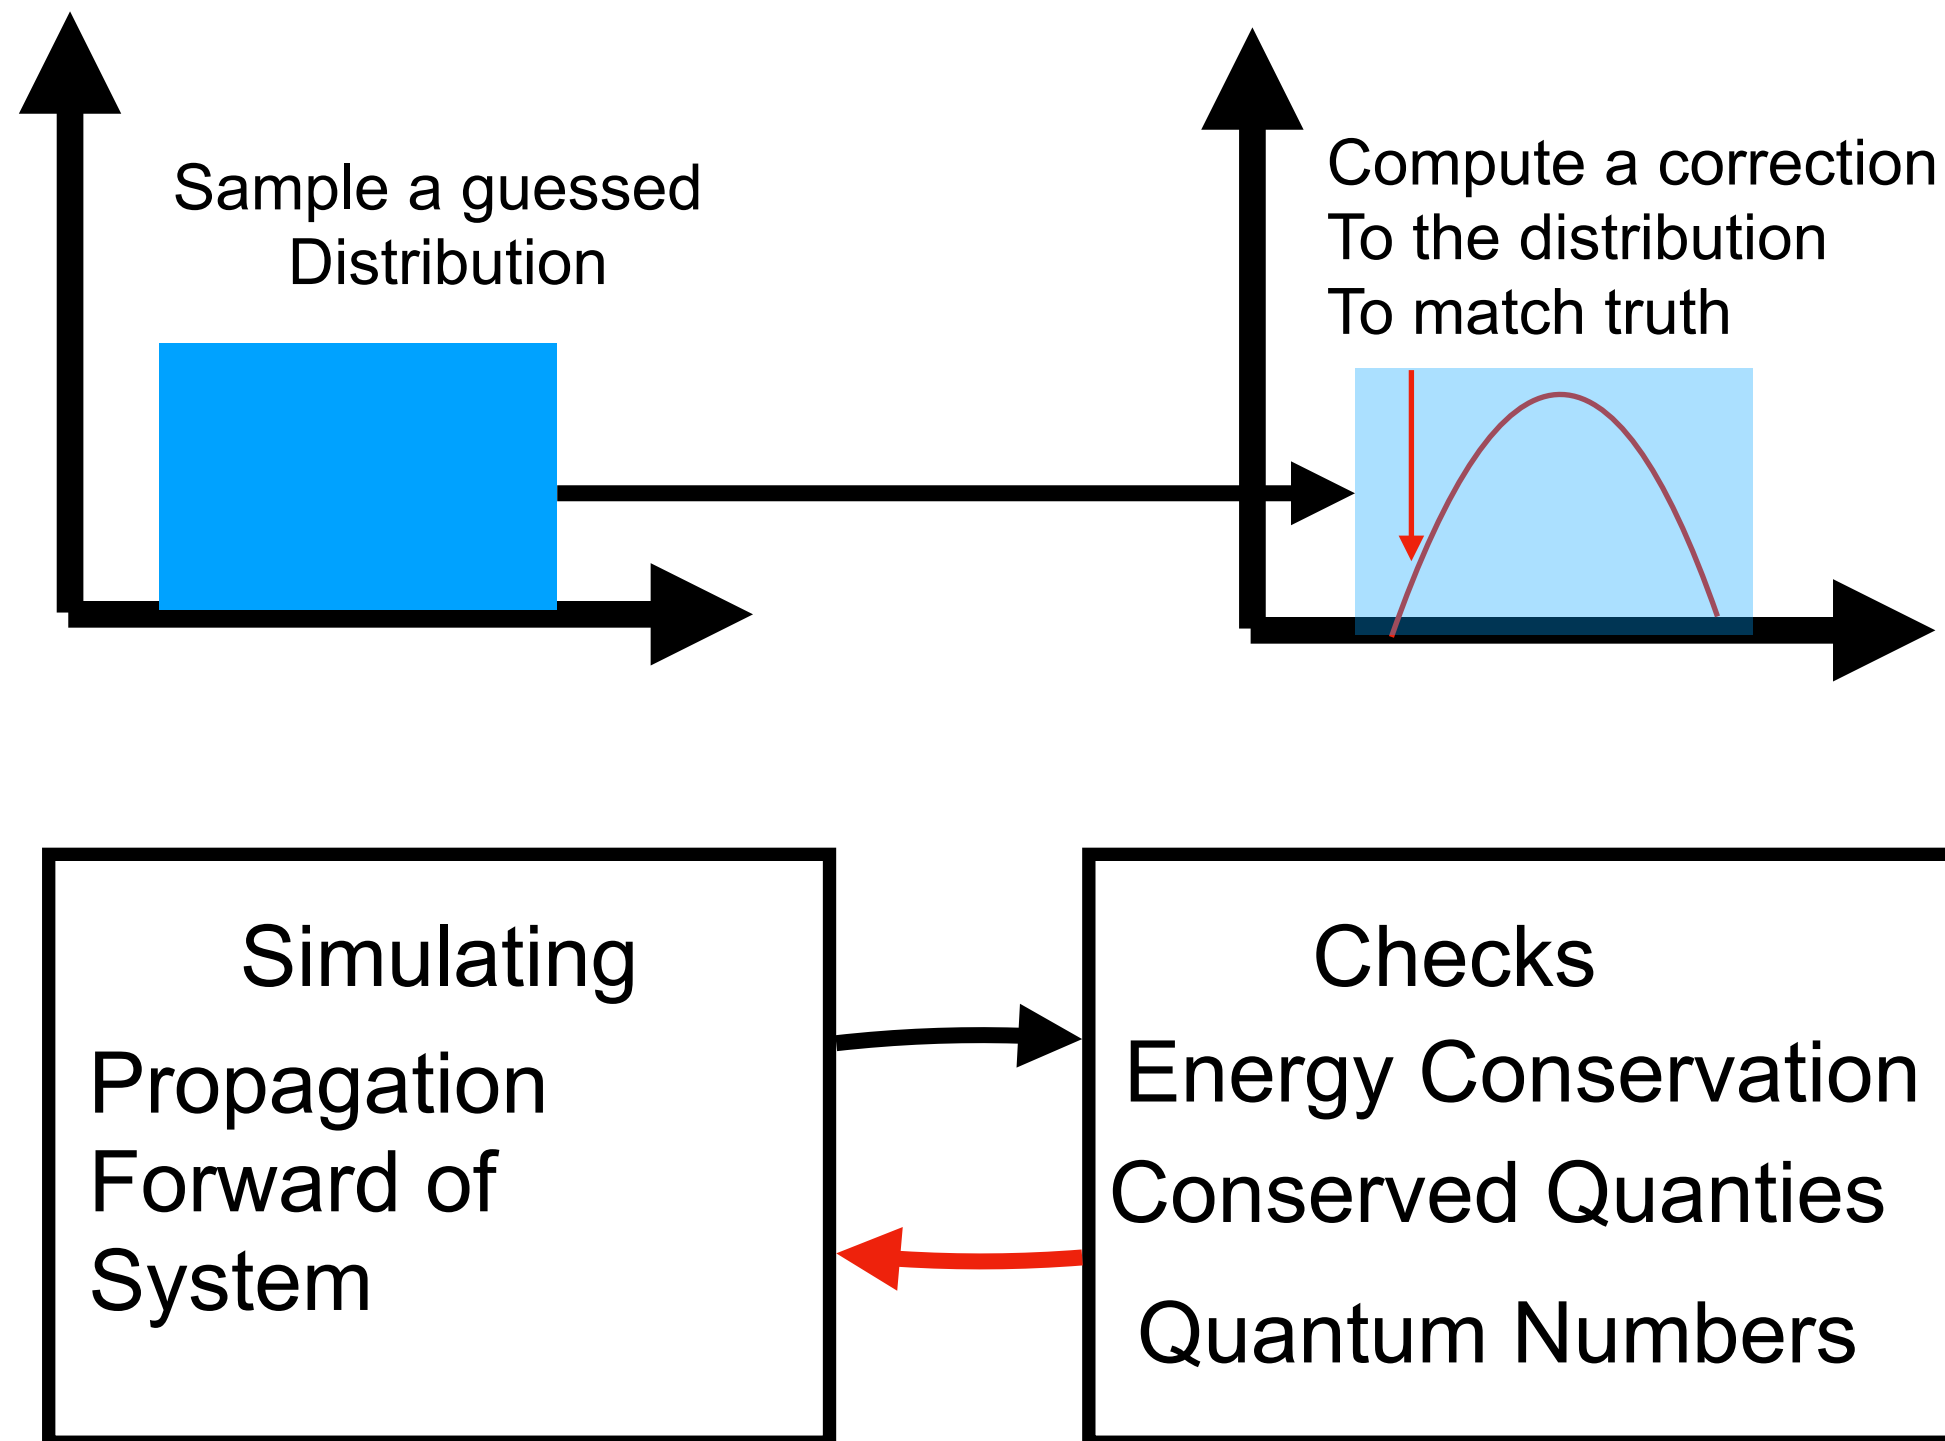 Sample a guessed
Distribution
Compute a correction
To the distribution
To match truth
Simulating
Propagation
Forward of
System
Checks
Energy Conservation
Conserved Quanties
Quantum Numbers